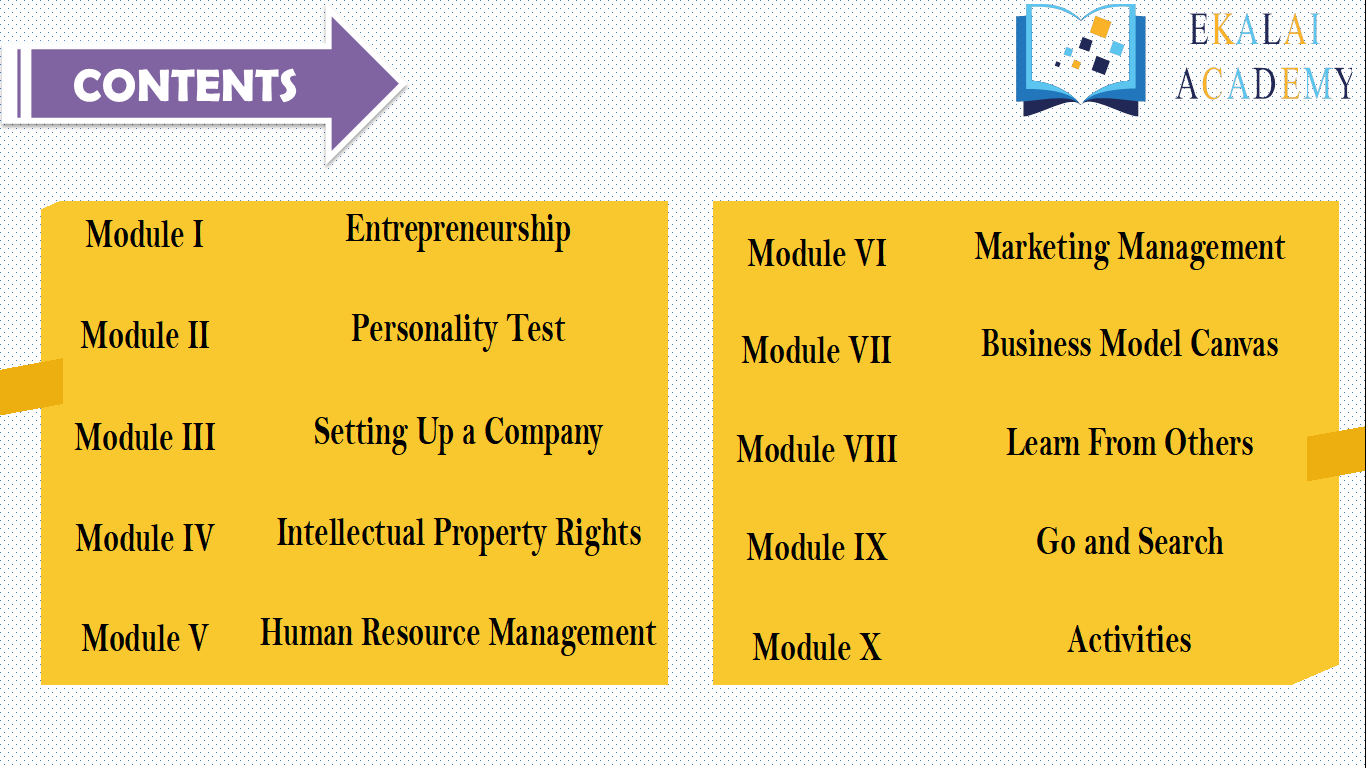 CONTENTS
EKALAI
ACADEMY
Module I Entrepreneurship
Module II Personality Test
Module III Setting Up a Company
Module IV Intellectual Property Rights
Module V Human Resource Management
Module VI Marketing Management
Module VII Business Model Canvas
Module VIII Learn From Others
Module IX Go and Search
Module X Activities